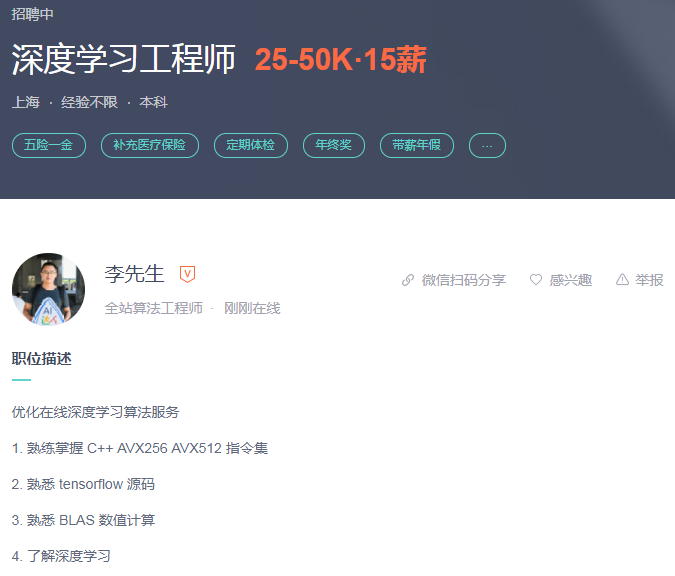 招聘中
深度学习工程师 25-50K·15薪
上海 · 经验不限 · 本科
五险一金 补充医疗保险 定期体检 年终奖 带薪年假 ...
李先生 V
微信扫码分享 感兴趣 举报
全站算法工程师 · 刚刚在线
AI
职位描述
优化在线深度学习算法服务
1. 熟练掌握 C++ AVX256 AVX512 指令集
2. 熟悉 tensorflow 源码
3. 熟悉 BLAS 数值计算
4. 了解深度学习